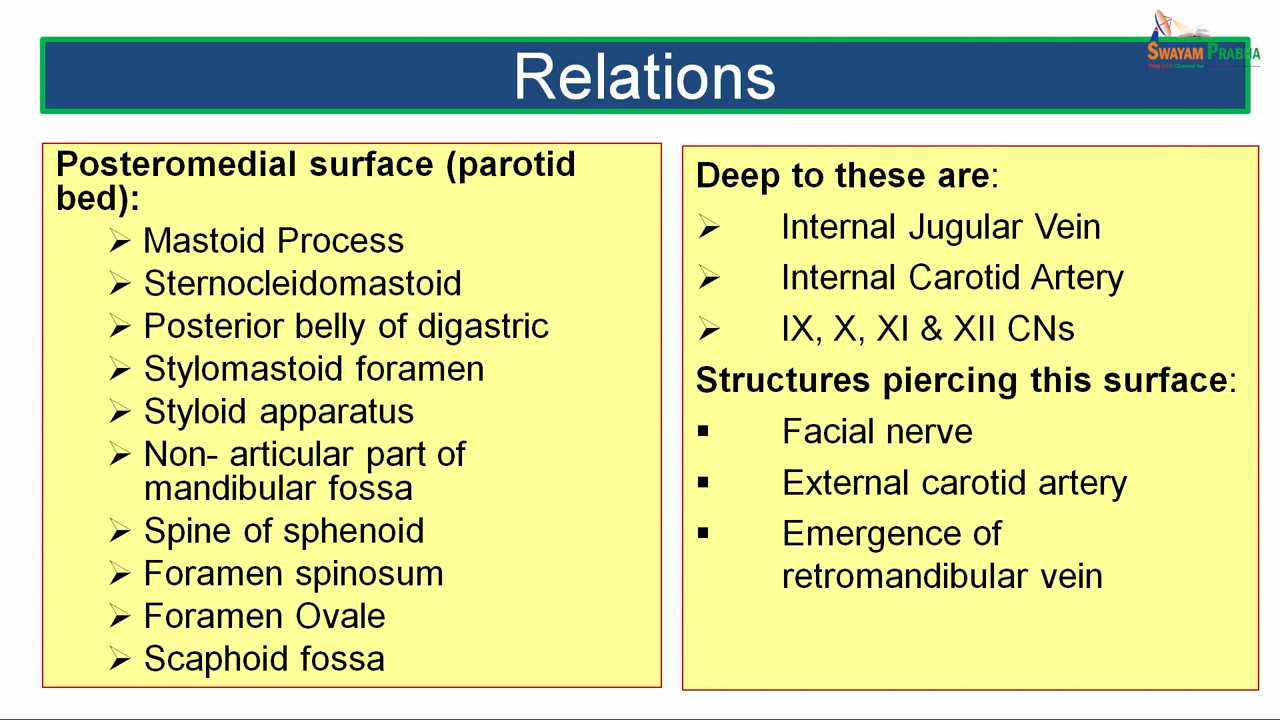 SWAYAM PRABHA
Relations
Posteromedial surface (parotid
bed):
➢ Mastoid Process
➢ Sternocleidomastoid
➢ Posterior belly of digastric
➢ Stylomastoid foramen
➢ Styloid apparatus
➢ Non- articular part of
mandibular fossa
➢ Spine of sphenoid
➢ Foramen spinosum
➢ Foramen Ovale
➢ Scaphoid fossa
Deep to these are:
➢ Internal Jugular Vein
➢ Internal Carotid Artery
➢ IX, X, XI & XII CNs
Structures piercing this surface:
▪ Facial nerve
▪ External carotid artery
▪ Emergence of
retromandibular vein